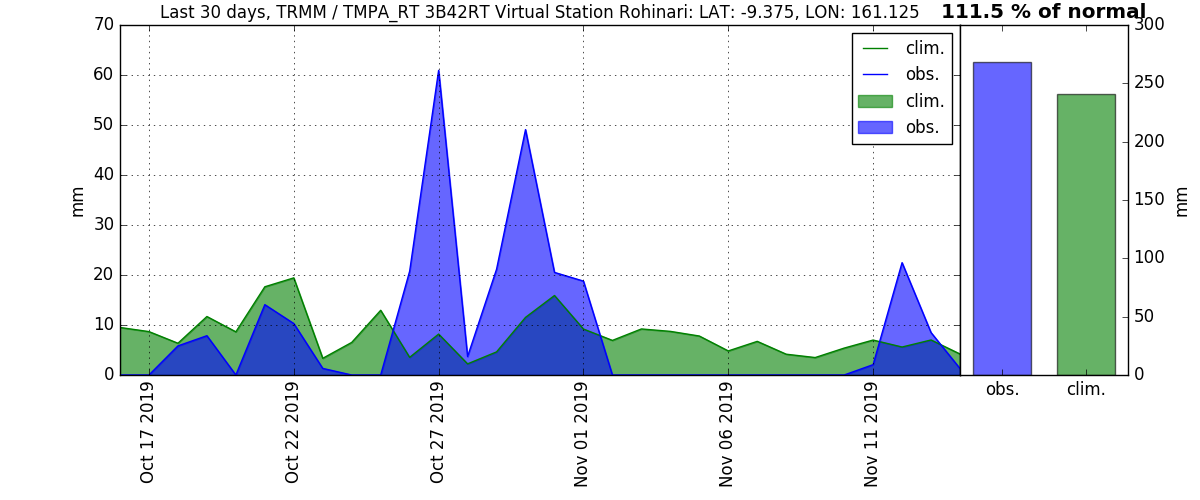 Last 30 days, TRMM / TMPA_RT 3B42RT Virtual Station Rohinari: LAT: -9.375, LON: 161.125
111.5 % of normal
70
60
50
40
30
20
10
0
mm
clim.
obs.
clim.
obs.
Oct 17 2019
Oct 22 2019
Oct 27 2019
Nov 01 2019
Nov 06 2019
Nov 11 2019
300
250
200
150
100
50
0
mm
obs. clim.